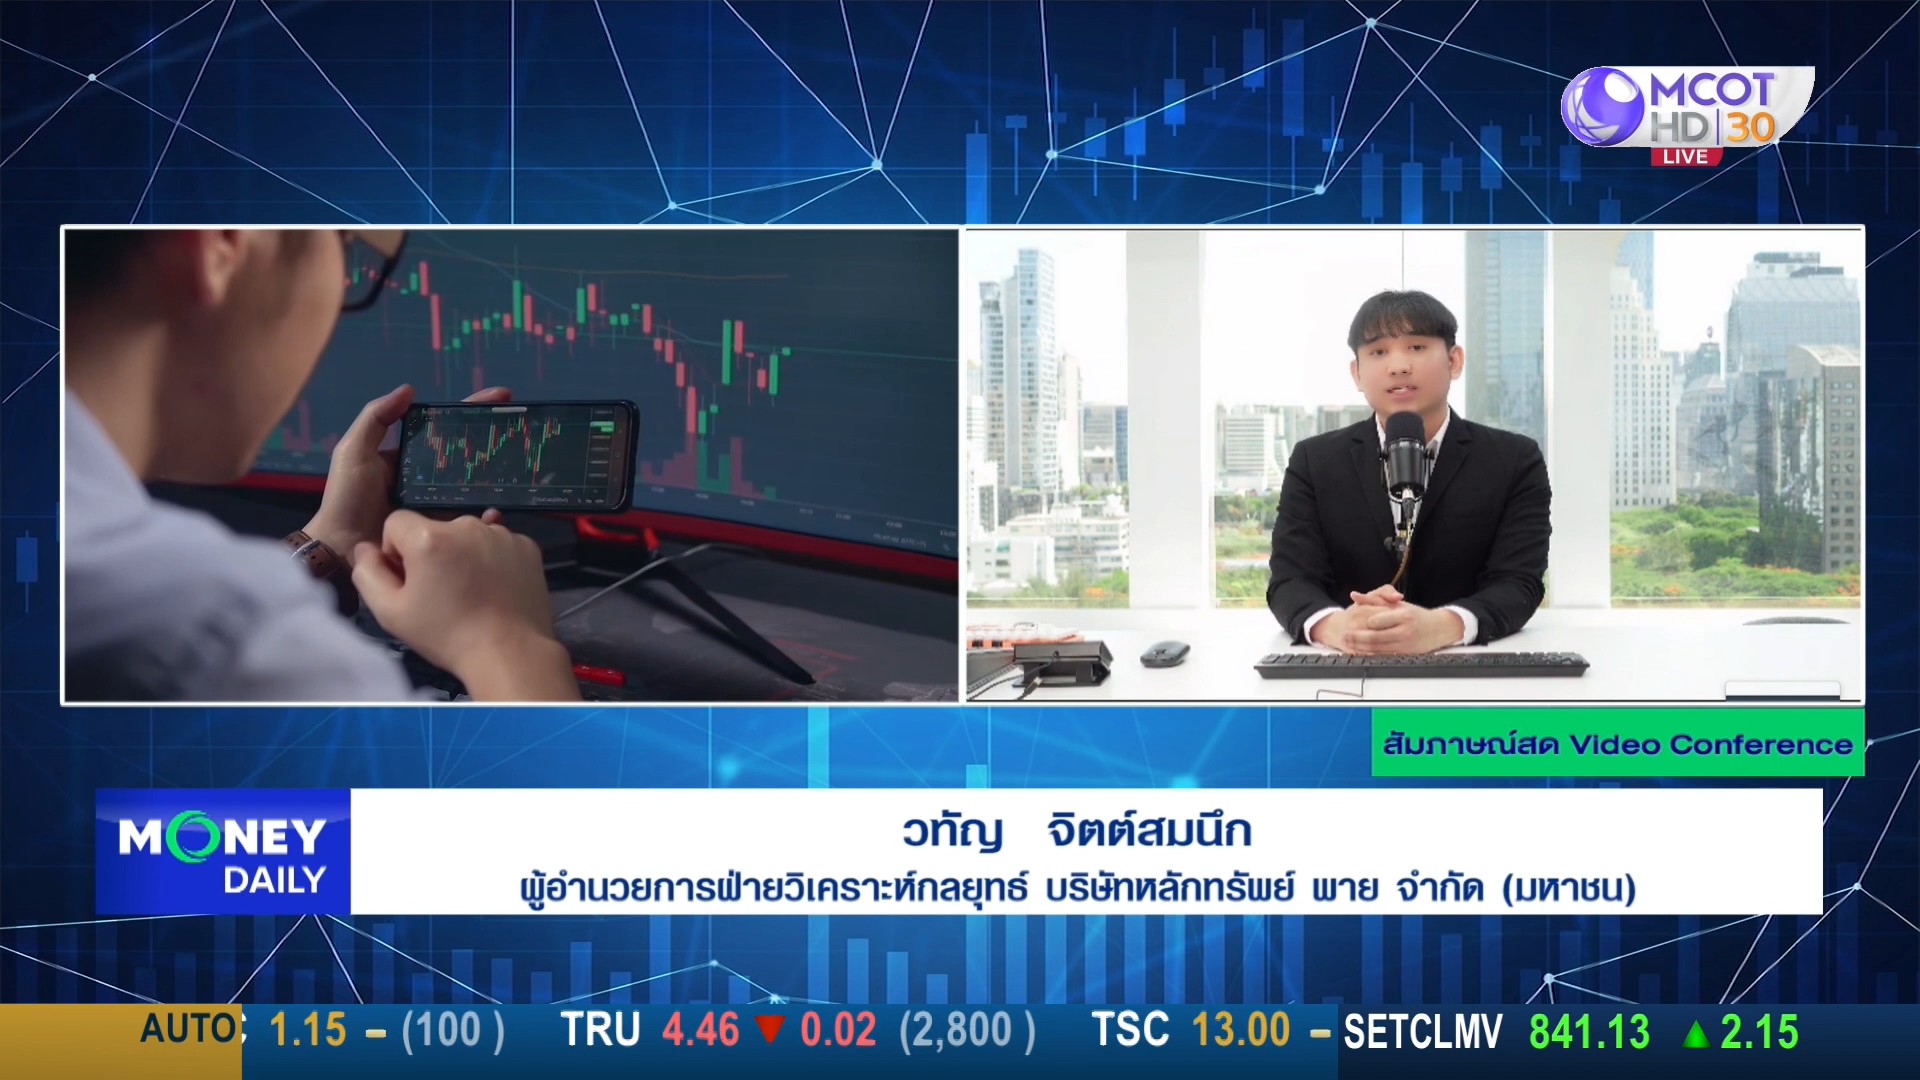 MCOT
HD 30
LIVE
สัมภาษณ์สด Video Conference
MONEY
DAILY
วทัญ จิตต์สมนึก
ผู้อำนวยการฝ่ายวิเคราะห์กลยุทธ์ บริษัทหลักทรัพย์ พาย จำกัด (มหาชน)
AUTO 1.15 – (100 ) TRU 4.46 ▼ 0.02 (2,800 ) TSC 13.00 – SETCLMV 841.13 ▲ 2.15